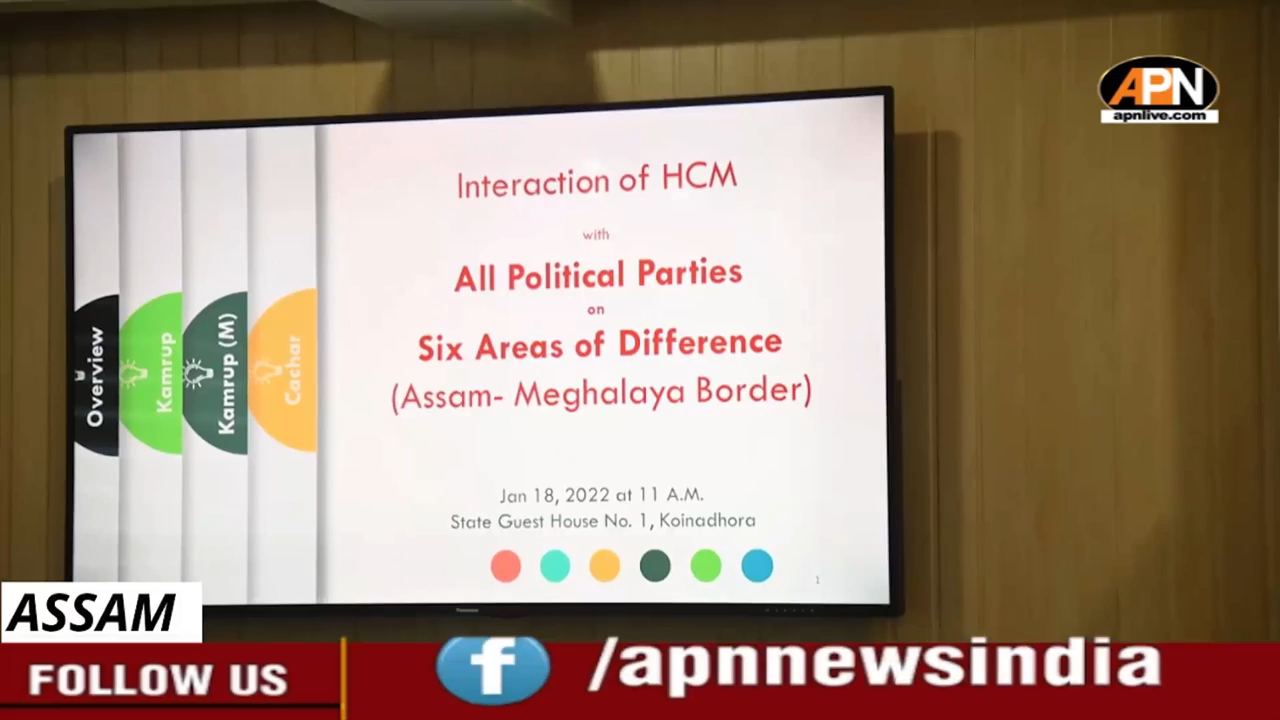 APN
apnlive.com
Interaction of HCM
with
All Political Parties
on
Six Areas of Difference
(Assam- Meghalaya Border)
Jan 18, 2022 at 11 A.M.
State Guest House No. 1, Koinadhora
1
Overview
Kamrup
Kamrup (M)
Cachar
Panasonic
ASSAM
FOLLOW US
f
/apnnewsindia